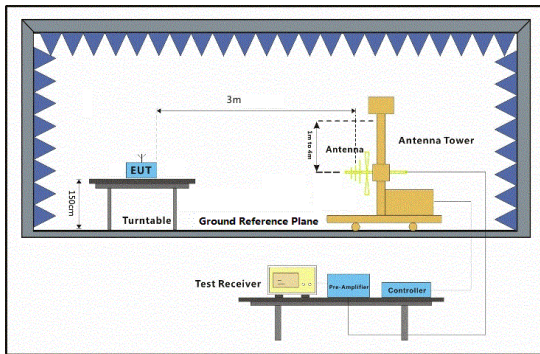 3m
1m to 4m
Antenna
Antenna Tower
EUT
150cm
Turntable
Ground Reference Plane
Test Receiver
Pre-Amplifier
Controller